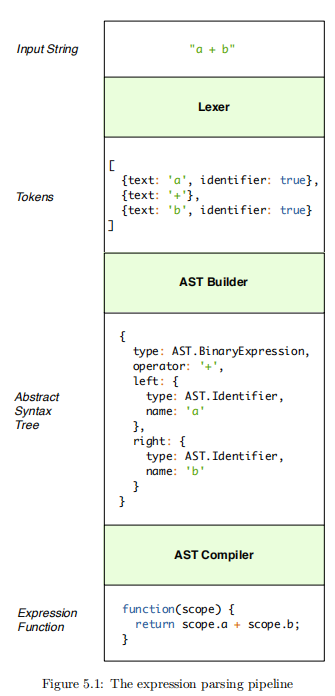 Input String
"a + b"
Lexer
Tokens
[
{text: 'a', identifier: true},
{text: '+'},
{text: 'b', identifier: true}
]
AST Builder
Abstract
Syntax
Tree
{
type: AST.BinaryExpression,
operator: '+',
left: {
type: AST.Identifier,
name: 'a'
},
right: {
type: AST.Identifier,
name: 'b'
}
}
AST Compiler
Expression
Function
function(scope) {
return scope.a + scope.b;
}
Figure 5.1: The expression parsing pipeline